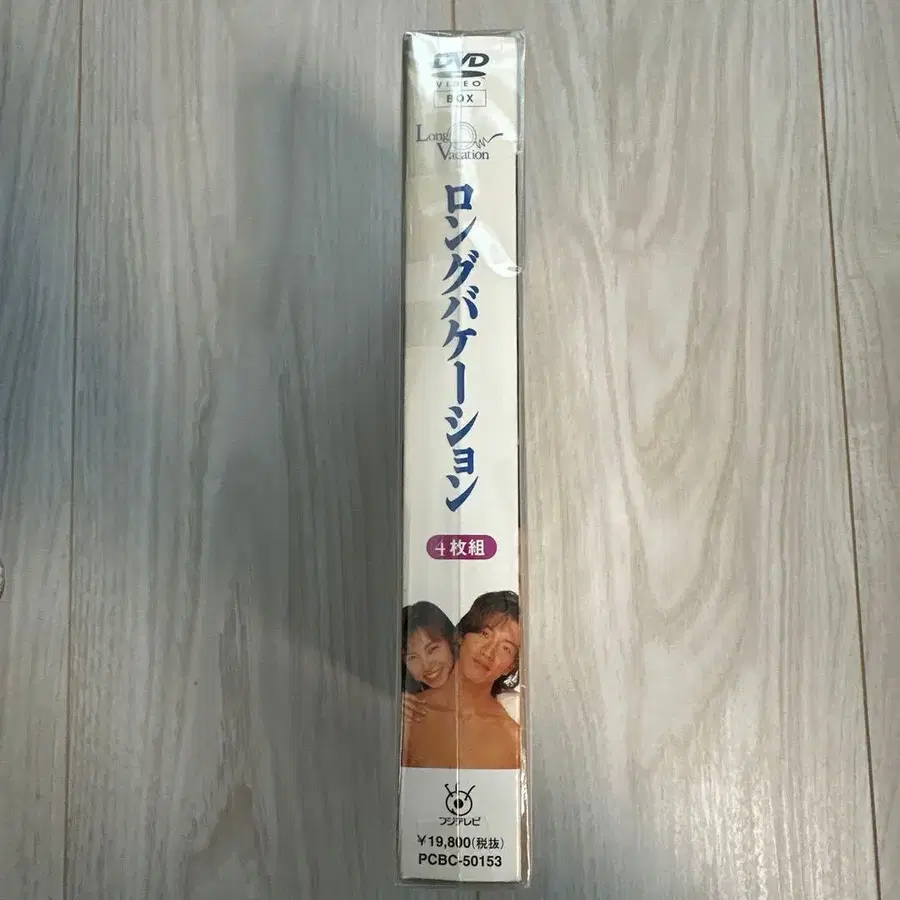 DVD
VIDEO
BOX
Long
Vacation
ロングバケーション
4枚組
フジテレビ
¥19,800(税抜)
PCBC-50153